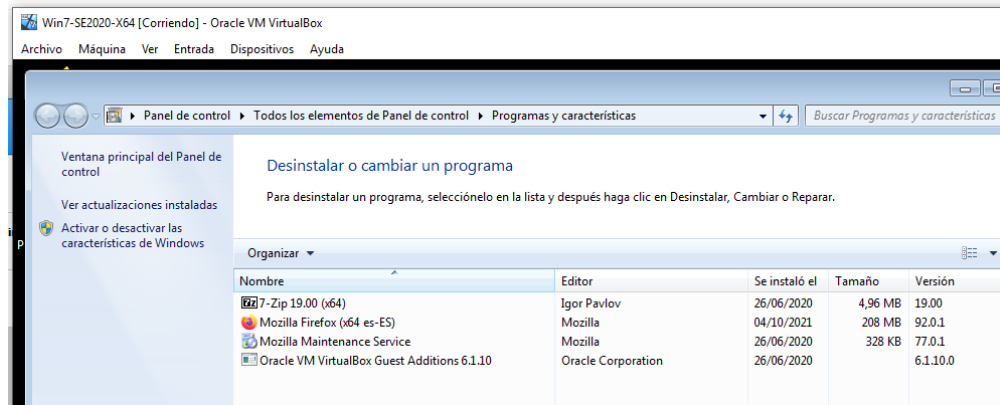 Win7-SE2020-X64 [Corriendo] - Oracle VM VirtualBox
Archivo Máquina Ver Entrada Dispositivos Ayuda
Panel de control Todos los elementos de Panel de control Programas y características Buscar Programas y características
Ventana principal del Panel de
control
Ver actualizaciones instaladas
Activar o desactivar las
características de Windows
Desinstalar o cambiar un programa
Para desinstalar un programa, selecciónelo en la lista y después haga clic en Desinstalar, Cambiar o Reparar.
Organizar
Nombre Editor Se instaló el Tamaño Versión
7-Zip 19.00 (x64) Igor Pavlov 26/06/2020 4,96 MB 19.00
Mozilla Firefox (x64 es-ES) Mozilla 04/10/2021 208 MB 92.0.1
Mozilla Maintenance Service Mozilla 26/06/2020 328 KB 77.0.1
Oracle VM VirtualBox Guest Additions 6.1.10 Oracle Corporation 26/06/2020 6.1.10.0